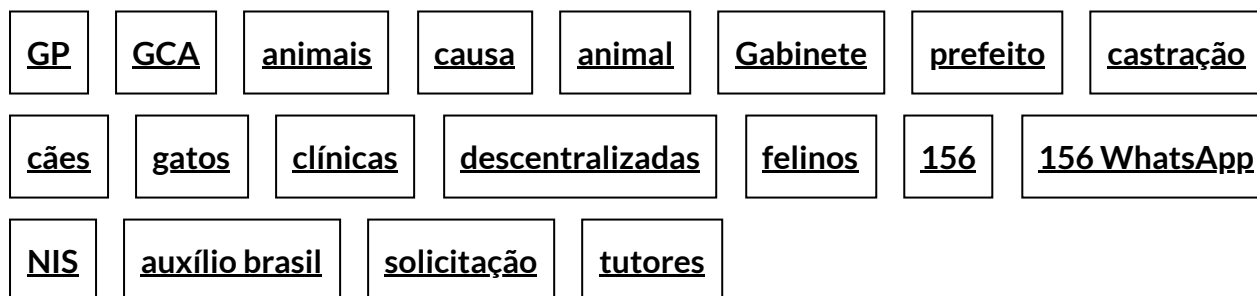 GP GCA animais causa animal Gabinete prefeito castração
cães gatos clínicas descentralizadas felinos 156 156 WhatsApp
NIS auxílio brasil solicitação tutores